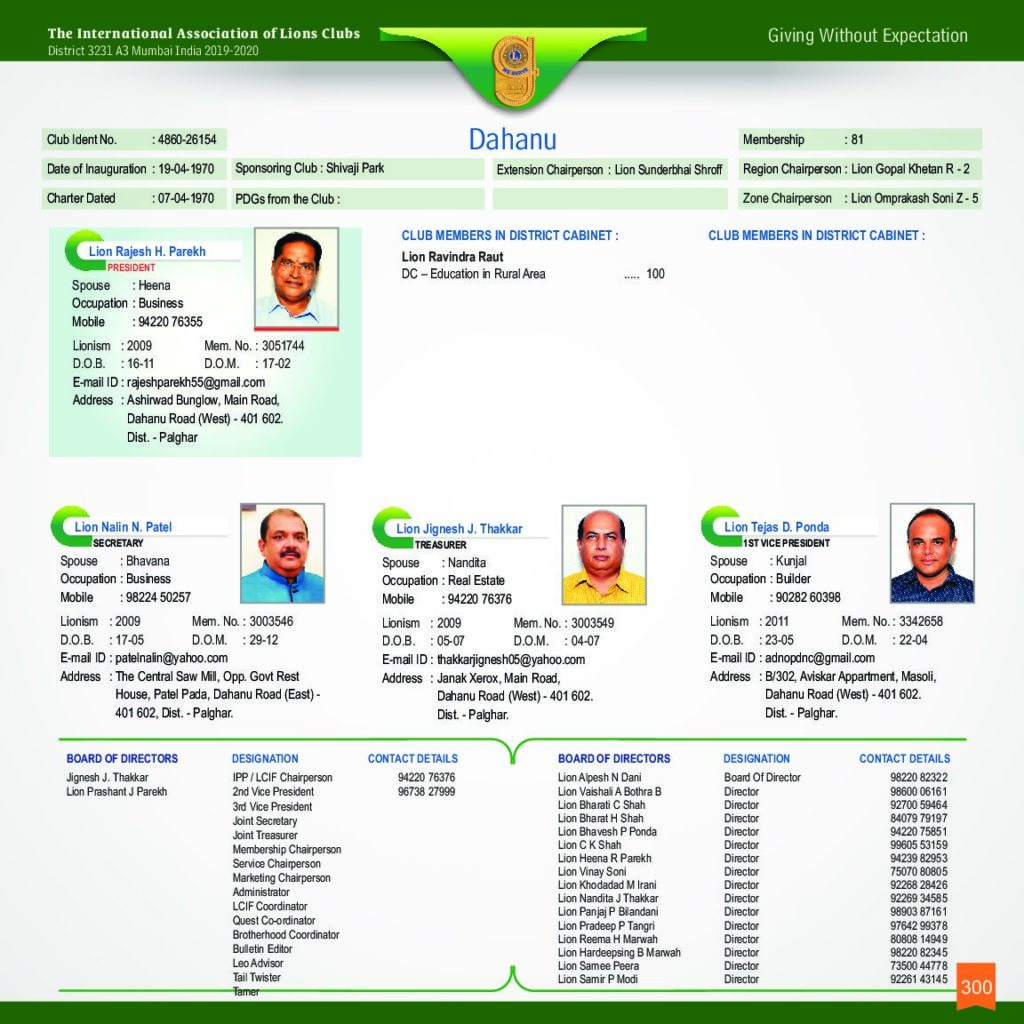 The International Association of Lions Clubs
District 3231 A3 Mumbai India 2019-2020
Giving Without Expectation
WE SERVE
Dahanu
Club Ident No. : 4860-26154
Membership : 81
Date of Inauguration : 19-04-1970
Sponsoring Club : Shivaji Park
Extension Chairperson : Lion Sunderbhai Shroff
Region Chairperson : Lion Gopal Khetan R - 2
Charter Dated : 07-04-1970
PDGs from the Club :
Zone Chairperson : Lion Omprakash Soni Z - 5
Lion Rajesh H. Parekh
PRESIDENT
Spouse : Heena
Occupation : Business
Mobile : 94220 76355
Lionism : 2009 Mem. No. : 3051744
D.O.B. : 16-11 D.O.M. : 17-02
E-mail ID : rajeshparekh55@gmail.com
Address : Ashirwad Bunglow, Main Road,
Dahanu Road (West) - 401 602.
Dist. - Palghar
CLUB MEMBERS IN DISTRICT CABINET :
Lion Ravindra Raut
DC – Education in Rural Area ..... 100
CLUB MEMBERS IN DISTRICT CABINET :
Lion Nalin N. Patel
SECRETARY
Spouse : Bhavana
Occupation : Business
Mobile : 98224 50257
Lionism : 2009 Mem. No. : 3003546
D.O.B. : 17-05 D.O.M. : 29-12
E-mail ID : patelnalin@yahoo.com
Address : The Central Saw Mill, Opp. Govt Rest
House, Patel Pada, Dahanu Road (East) -
401 602, Dist. - Palghar.
Lion Jignesh J. Thakkar
TREASURER
Spouse : Nandita
Occupation : Real Estate
Mobile : 94220 76376
Lionism : 2009 Mem. No. : 3003549
D.O.B. : 05-07 D.O.M. : 04-07
E-mail ID : thakkarjignesh05@yahoo.com
Address : Janak Xerox, Main Road,
Dahanu Road (West) - 401 602.
Dist. - Palghar.
Lion Tejas D. Ponda
1ST VICE PRESIDENT
Spouse : Kunjal
Occupation : Builder
Mobile : 90282 60398
Lionism : 2011 Mem. No. : 3342658
D.O.B. : 23-05 D.O.M. : 22-04
E-mail ID : adnopdnc@gmail.com
Address : B/302, Aviskar Appartment, Masoli,
Dahanu Road (West) - 401 602.
Dist. - Palghar.
BOARD OF DIRECTORS DESIGNATION CONTACT DETAILS
Jignesh J. Thakkar IPP / LCIF Chairperson 94220 76376
Lion Prashant J Parekh 2nd Vice President 96738 27999
3rd Vice President
Joint Secretary
Joint Treasurer
Membership Chairperson
Service Chairperson
Marketing Chairperson
Administrator
LCIF Coordinator
Quest Co-ordinator
Brotherhood Coordinator
Bulletin Editor
Leo Advisor
Tail Twister
Tamer
BOARD OF DIRECTORS DESIGNATION CONTACT DETAILS
Lion Alpesh N Dani Board Of Director 98220 82322
Lion Vaishali A Bothra B Director 98600 06161
Lion Bharati C Shah Director 92700 59464
Lion Bharat H Shah Director 84079 79197
Lion Bhavesh P Ponda Director 94220 75851
Lion C K Shah Director 99605 53159
Lion Heena R Parekh Director 94239 82953
Lion Vinay Soni Director 75070 80805
Lion Khodadad M Irani Director 92268 28426
Lion Nandita J Thakkar Director 92269 34585
Lion Panjaj P Bilandani Director 98903 87161
Lion Pradeep P Tangri Director 97642 99378
Lion Reema H Marwah Director 80808 14949
Lion Hardeepsing B Marwah Director 98220 82345
Lion Samee Peera Director 73500 44778
Lion Samir P Modi Director 92261 43145
300